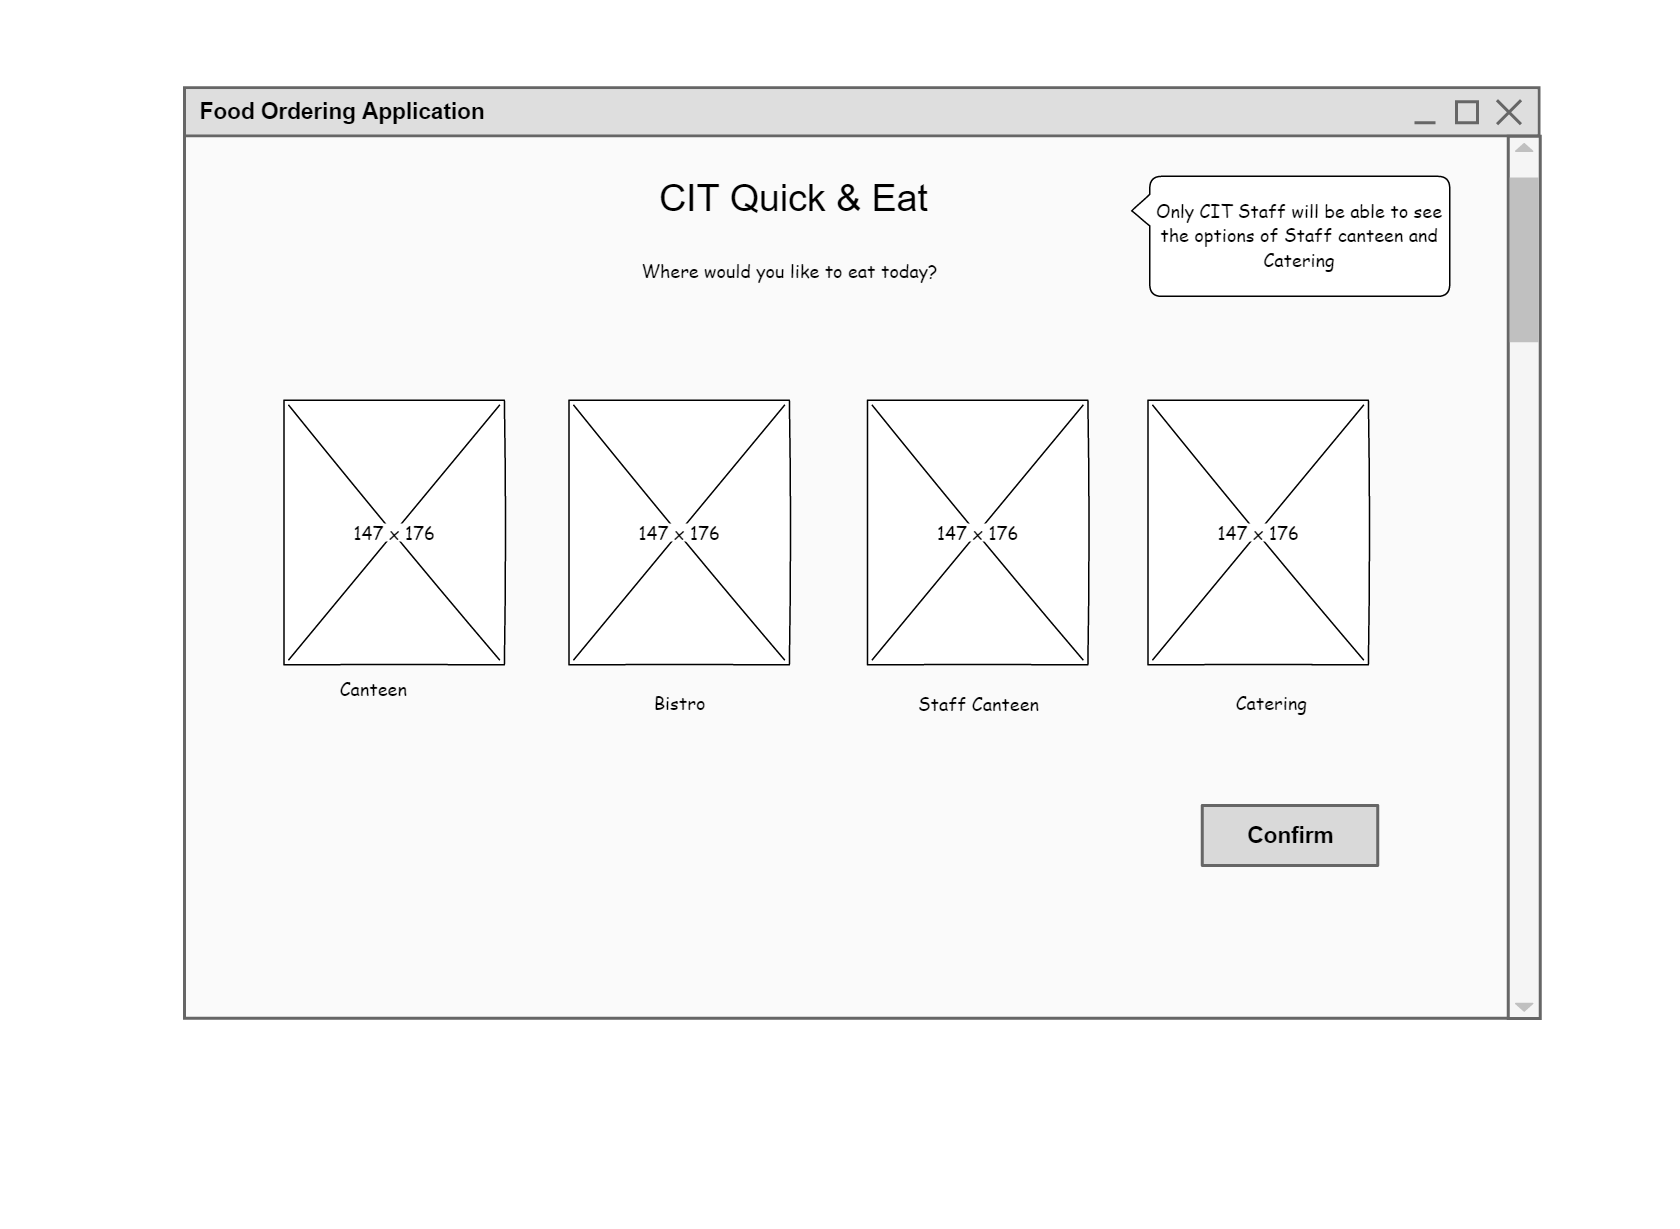 Food Ordering Application
CIT Quick & Eat
Only CIT Staff will be able to see
the options of Staff canteen and
Catering
Where would you like to eat today?
147 x 176
147 x 176
147 x 176
147 x 176
Canteen
Bistro
Staff Canteen
Catering
Confirm